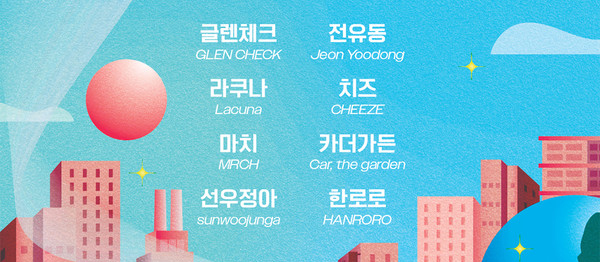 글렌체크
GLEN CHECK
전유동
Jeon Yoodong
라쿠나
Lacuna
치즈
CHEEZE
마치
MRCH
카더가든
Car, the garden
선우정아
sunwoojunga
한로로
HANRORO